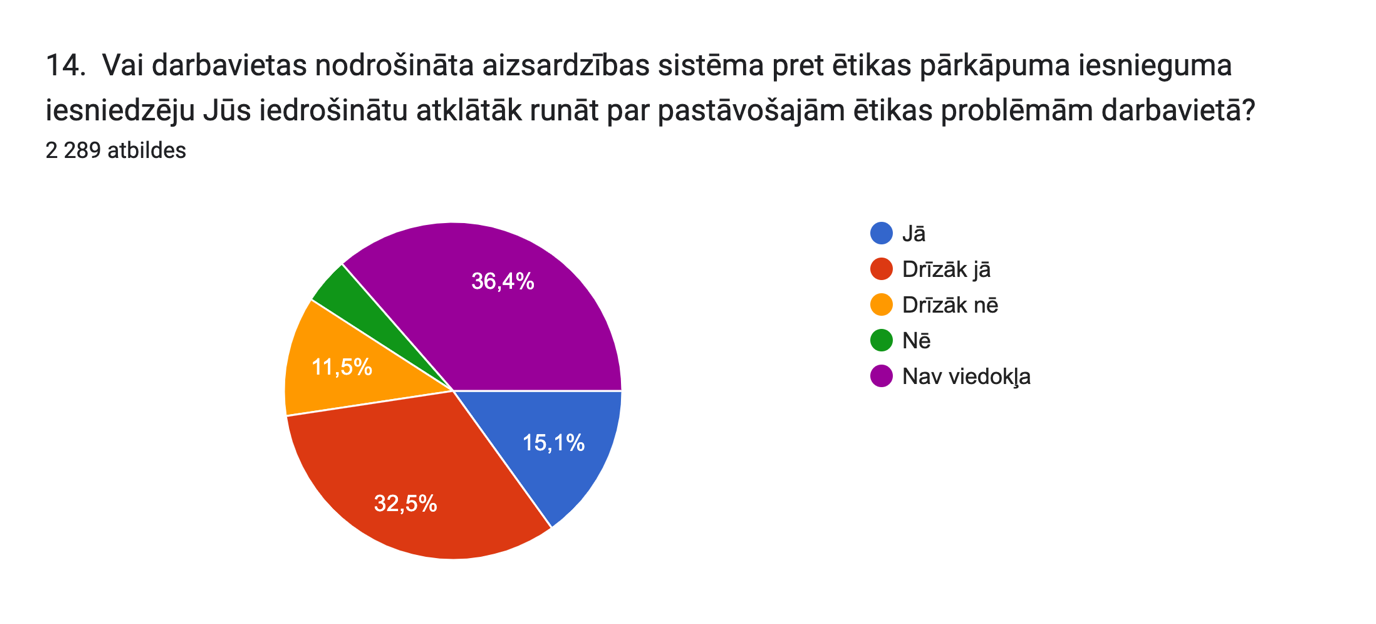 14. Vai darbavietas nodrošināta aizsardzības sistēma pret ētikas pārkāpuma iesnieguma
iesniedzēju Jūs iedrošinātu atklātāk runāt par pastāvošajām ētikas problēmām darbavietā?
2 289 atbildes
36,4%
11,5%
15,1%
32,5%
Jā
Drīzāk jā
Drīzāk nē
Nē
Nav viedokļa